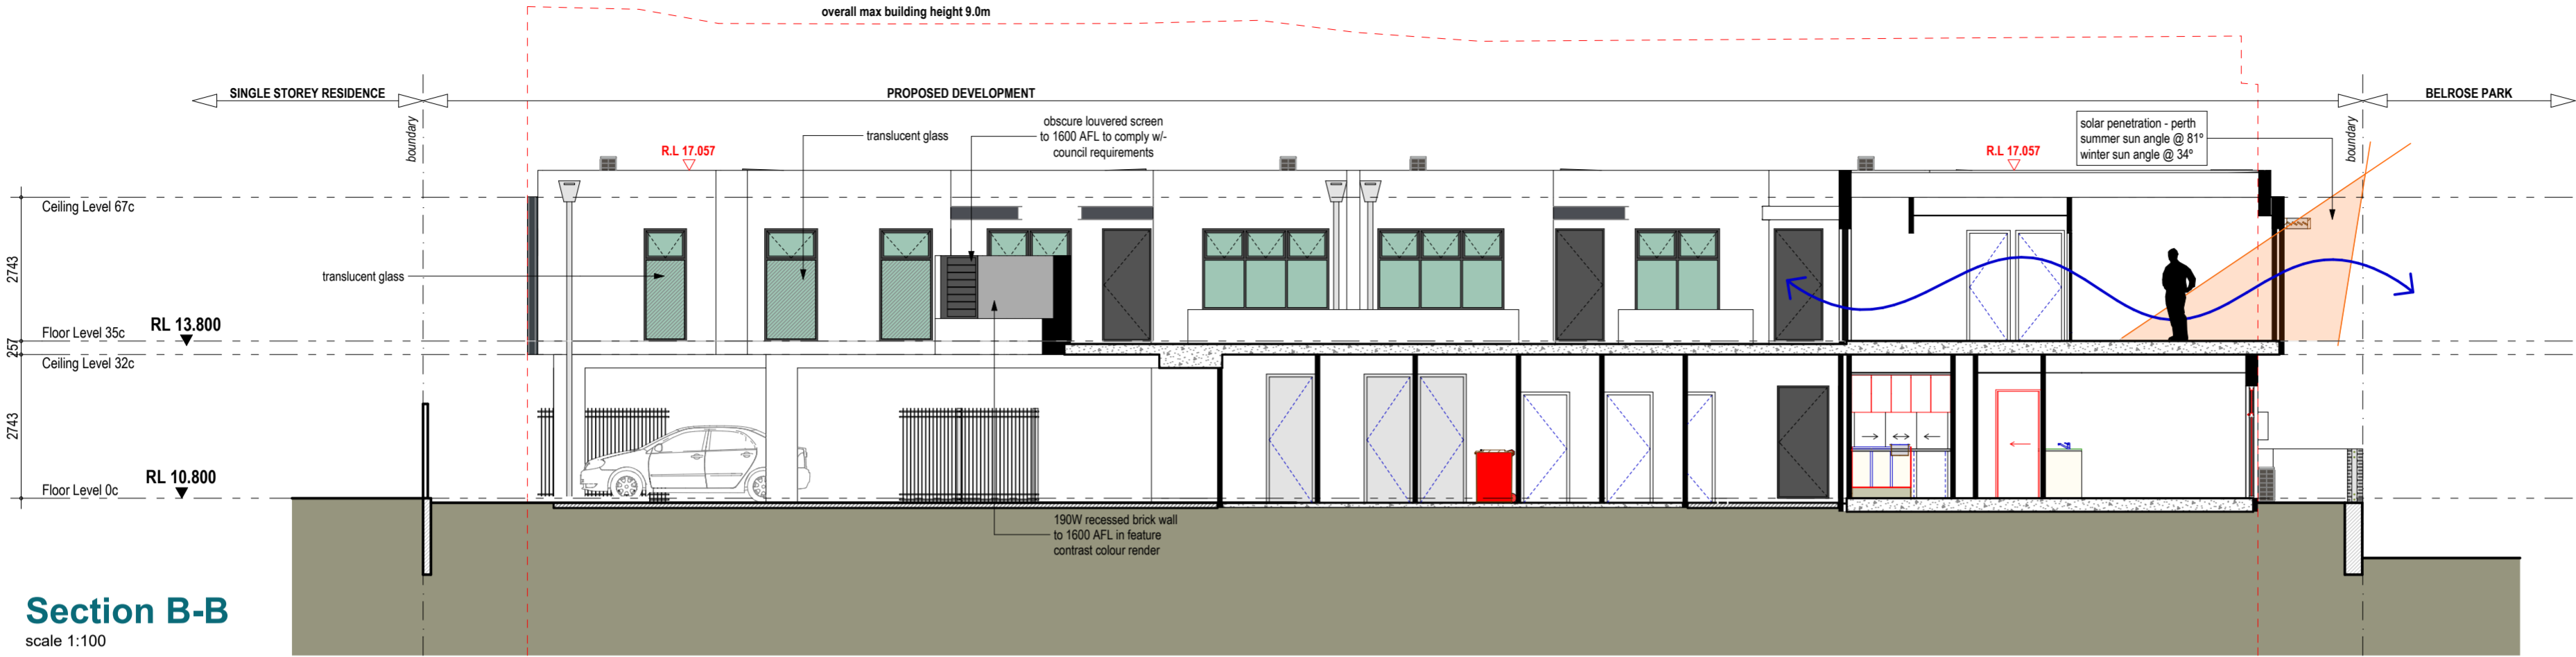 overall max building height 9.0m
SINGLE STOREY RESIDENCE
PROPOSED DEVELOPMENT
BELROSE PARK
boundary
boundary
translucent glass
obscure louvered screen
to 1600 AFL to comply w/-
council requirements
solar penetration - perth
summer sun angle @ 81°
winter sun angle @ 34°
R.L 17.057
R.L 17.057
Ceiling Level 67c
2743
translucent glass
Floor Level 35c
RL 13.800
257
Ceiling Level 32c
2743
RL 10.800
Floor Level 0c
190W recessed brick wall
to 1600 AFL in feature
contrast colour render
Section B-B
scale 1:100